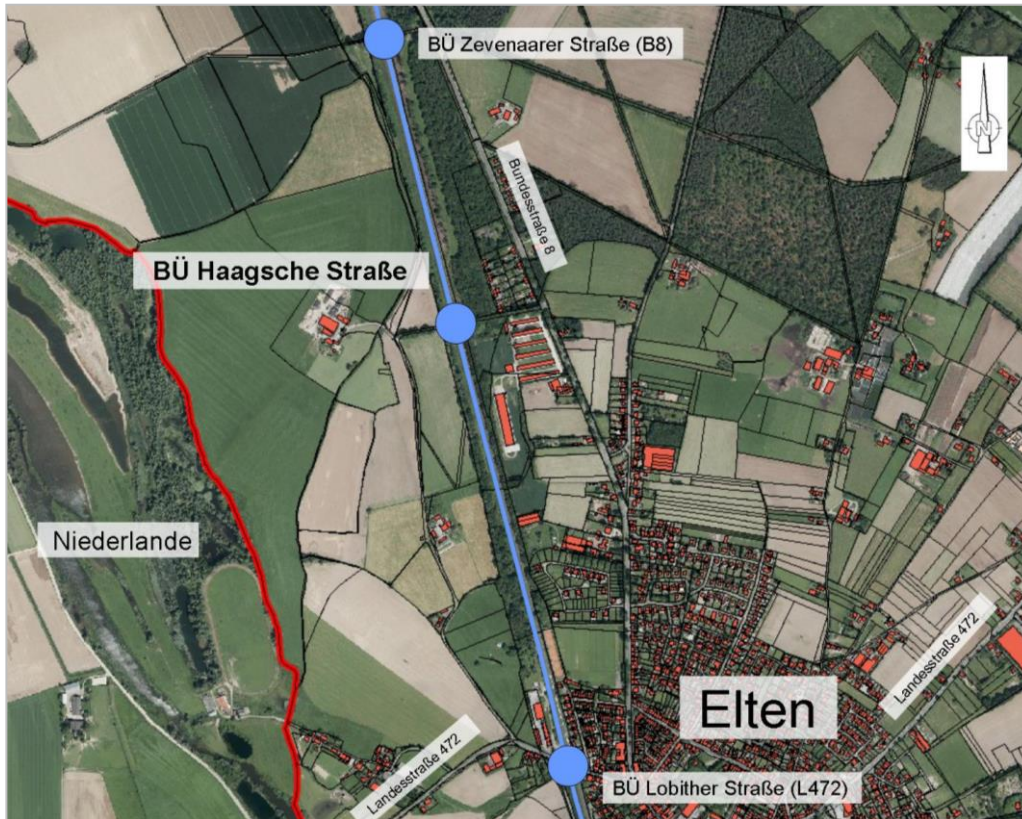 BÜ Zevenaarer Straße (B8)
N
Bundesstraße 8
BÜ Haagsche Straße
Niederlande
Landesstraße 472
Elten
Landesstraße 472
BÜ Lobither Straße (L472)